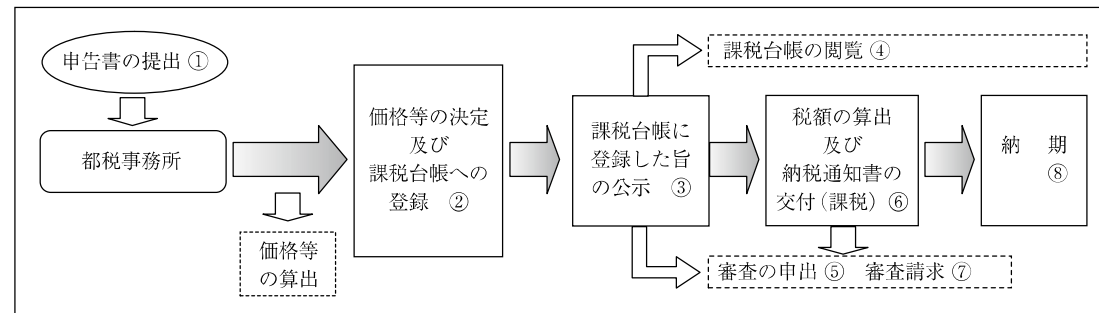 申告書の提出 ①
都税事務所
価格等
の算出
価格等の決定
及び
課税台帳への
登録 ②
課税台帳に
登録した旨
の公示 ③
課税台帳の閲覧 ④
税額の算出
及び
納税通知書の
交付(課税) ⑥
審査の申出 ⑤ 審査請求 ⑦
納 期
⑧